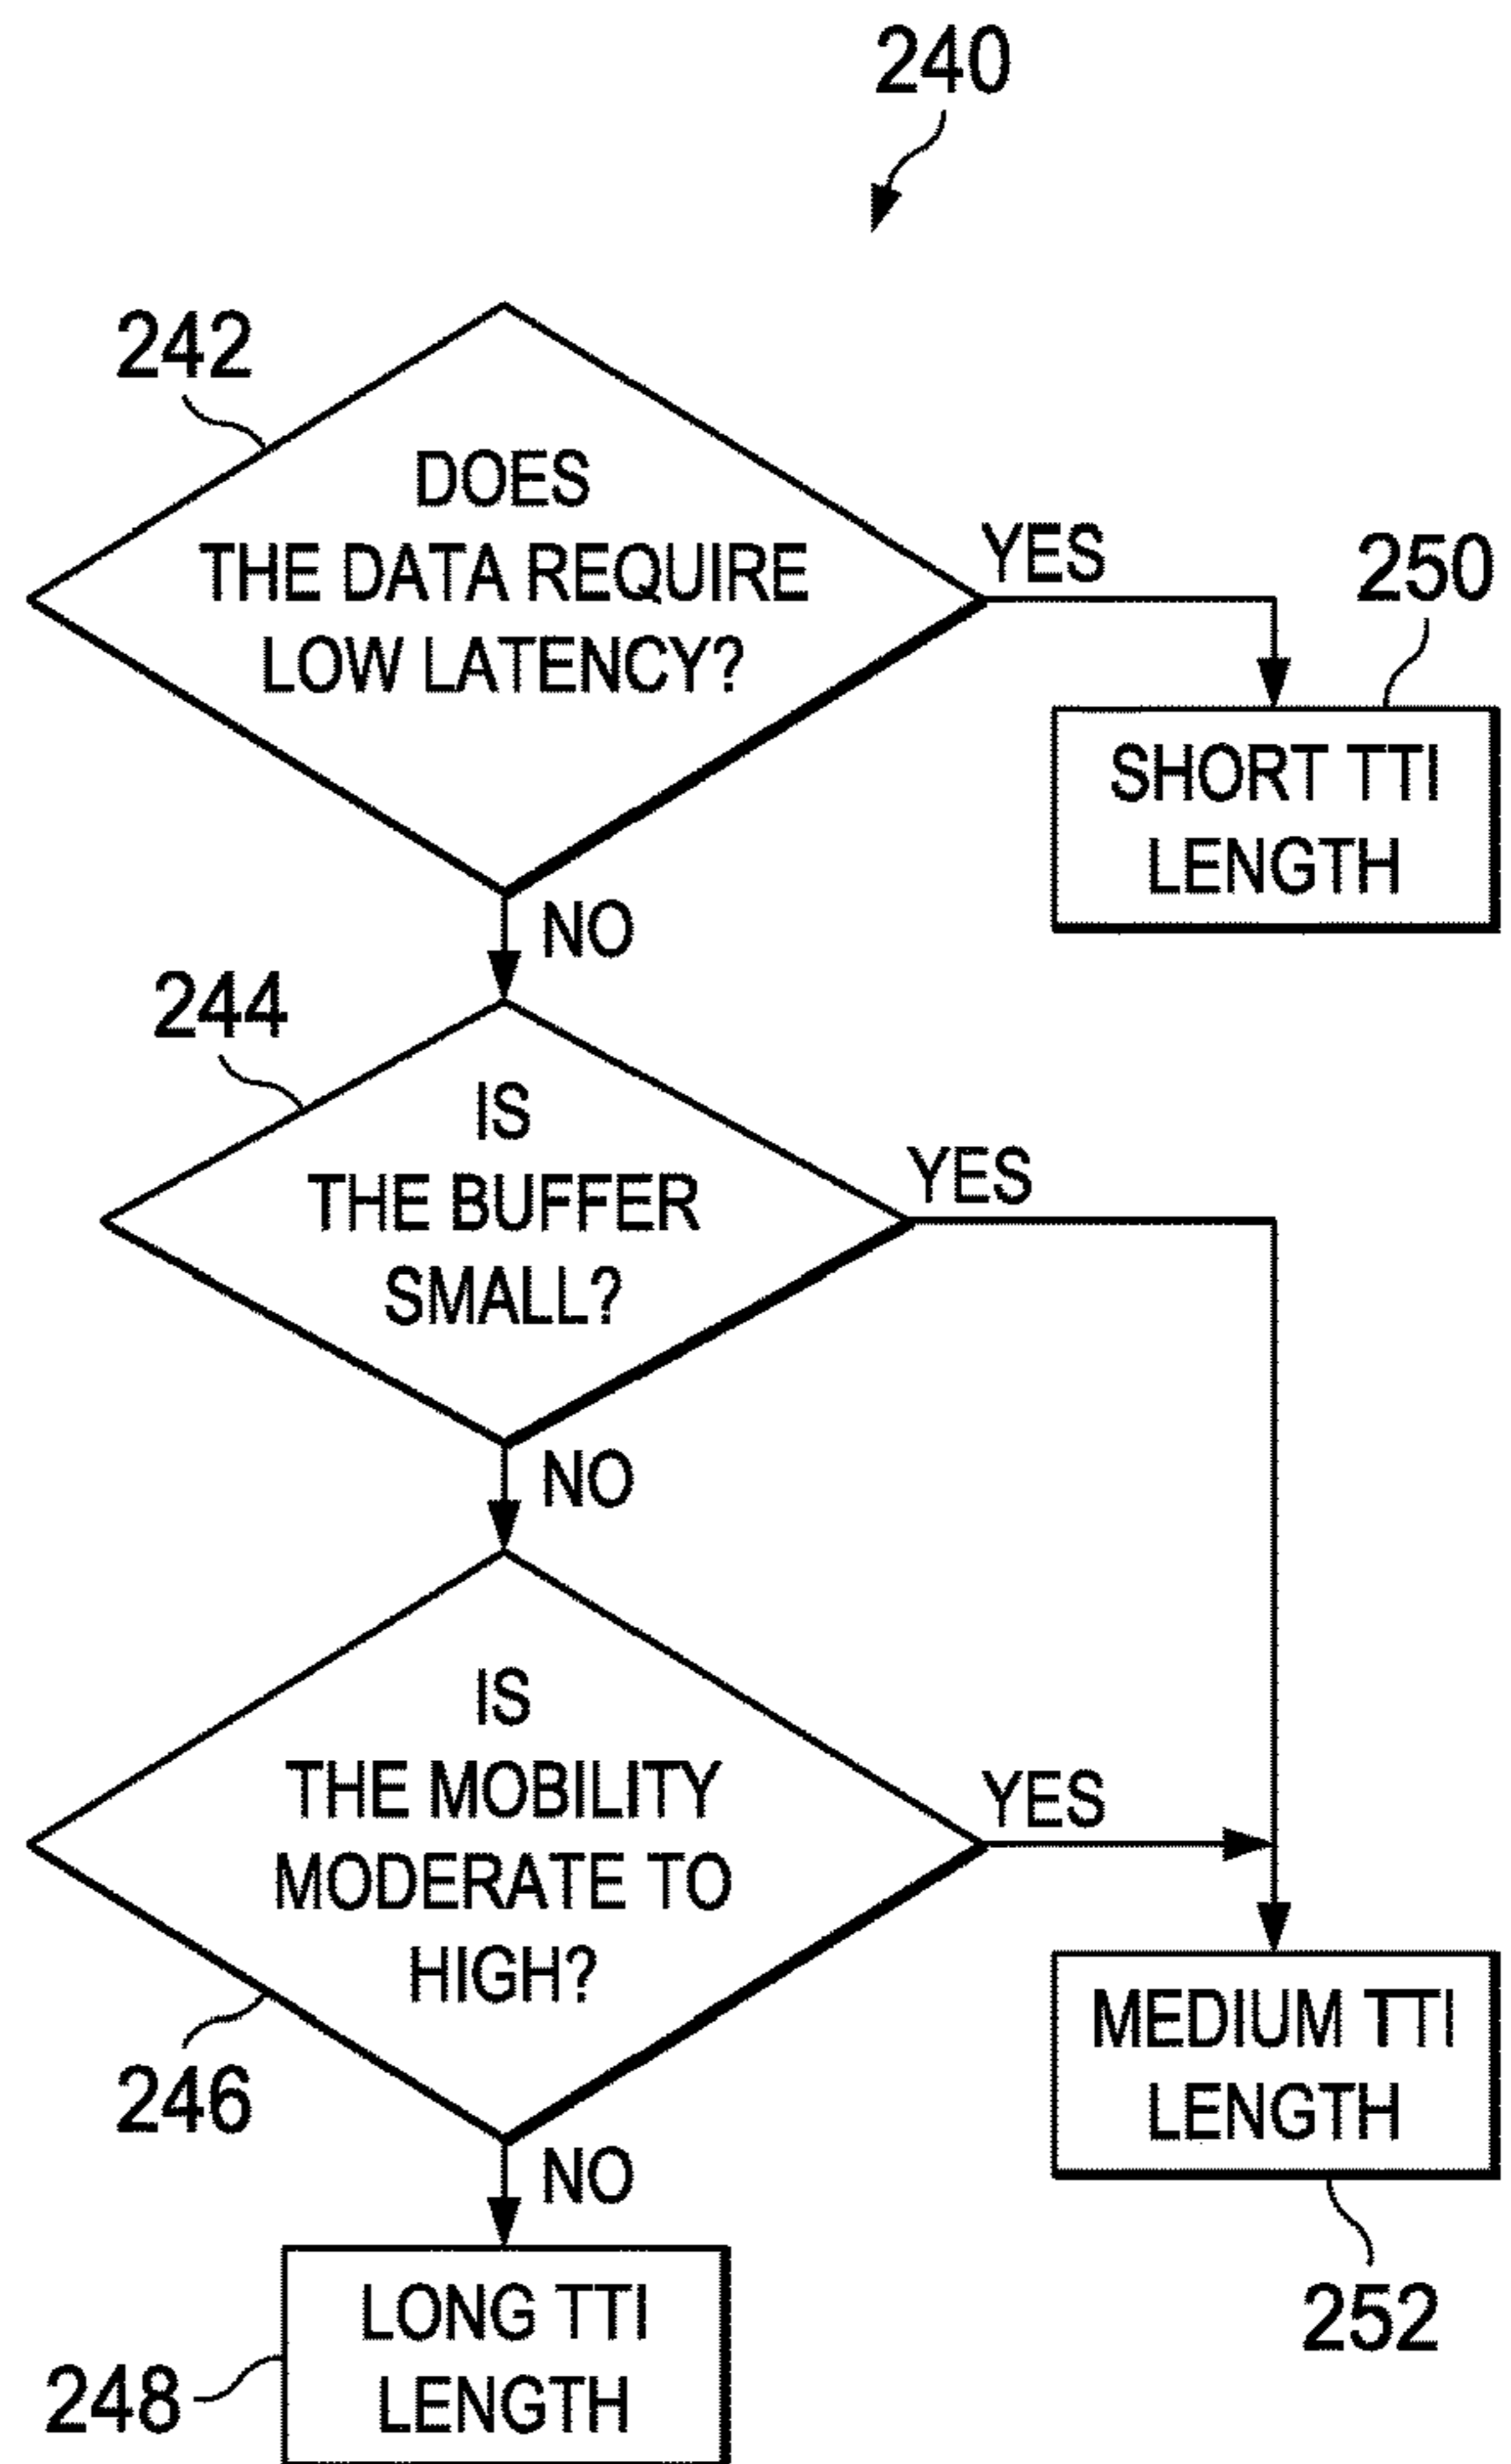 240
242
DOES
THE DATA REQUIRE
LOW LATENCY?
YES
250
SHORT TTI
LENGTH
NO
244
IS
THE BUFFER
SMALL?
YES
NO
IS
THE MOBILITY
MODERATE TO
HIGH?
YES
246
MEDIUM TTI
LENGTH
NO
252
LONG TTI
LENGTH
248